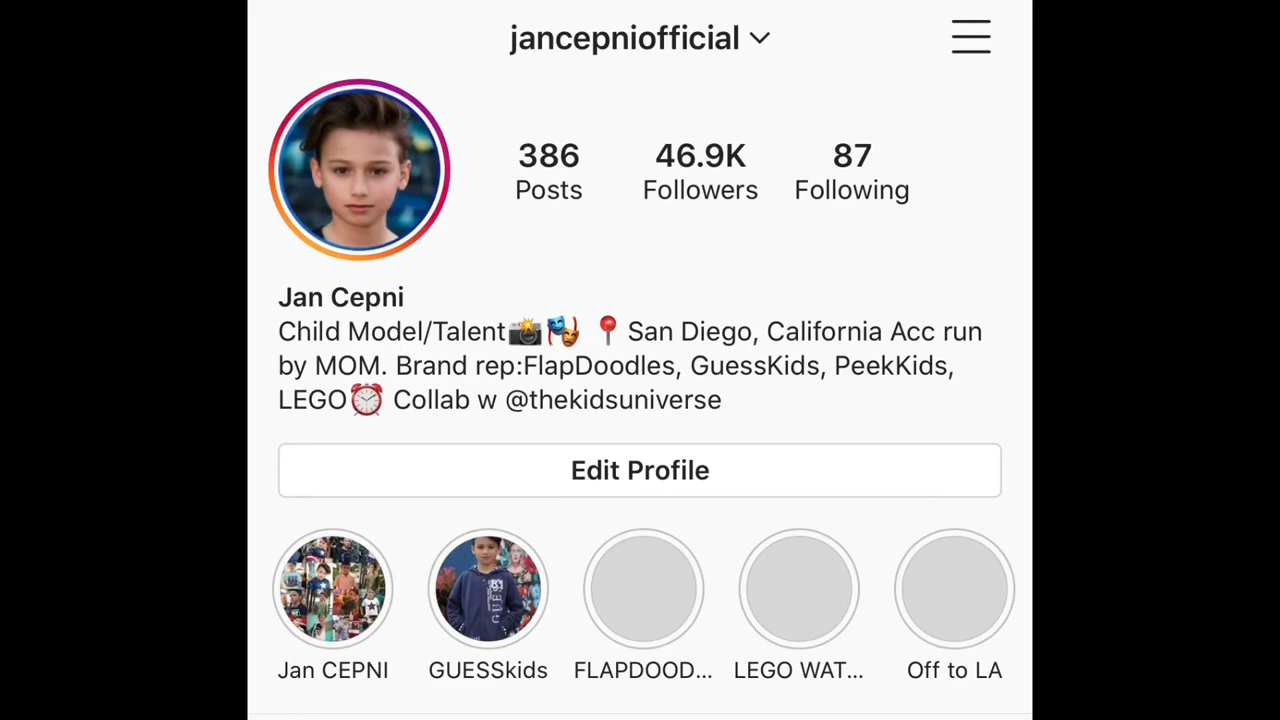 jancepniofficial
386 46.9K 87
Posts Followers Following
Jan Cepni
Child Model/Talent📸🎭 📍San Diego, California Acc run
by MOM. Brand rep:FlapDoodles, GuessKids, PeekKids,
LEGO⏰ Collab w @thekidsuniverse
Edit Profile
GUESS
Jan CEPNI GUESSkids FLAPDOOD... LEGO WAT... Off to LA